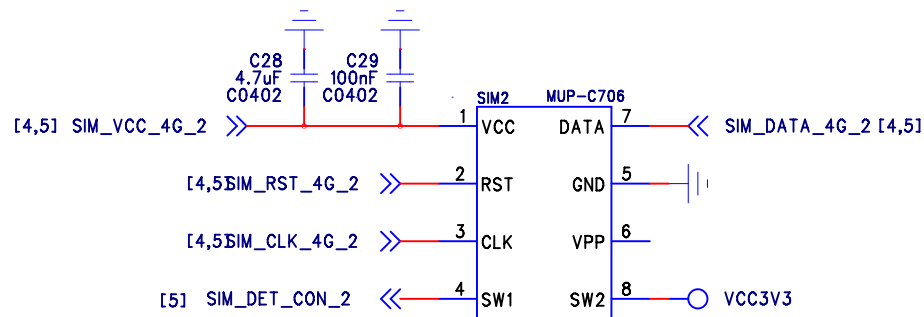 C28 C29
4.7uF 100nF
C0402 C0402
SIM2 MUP-C706
[4,5] SIM_VCC_4G_2 1 VCC DATA 7 SIM_DATA_4G_2 [4,5]
[4,5] SIM_RST_4G_2 2 RST GND 5
[4,5] SIM_CLK_4G_2 3 CLK VPP 6
[5] SIM_DET_CON_2 4 SW1 SW2 8 VCC3V3